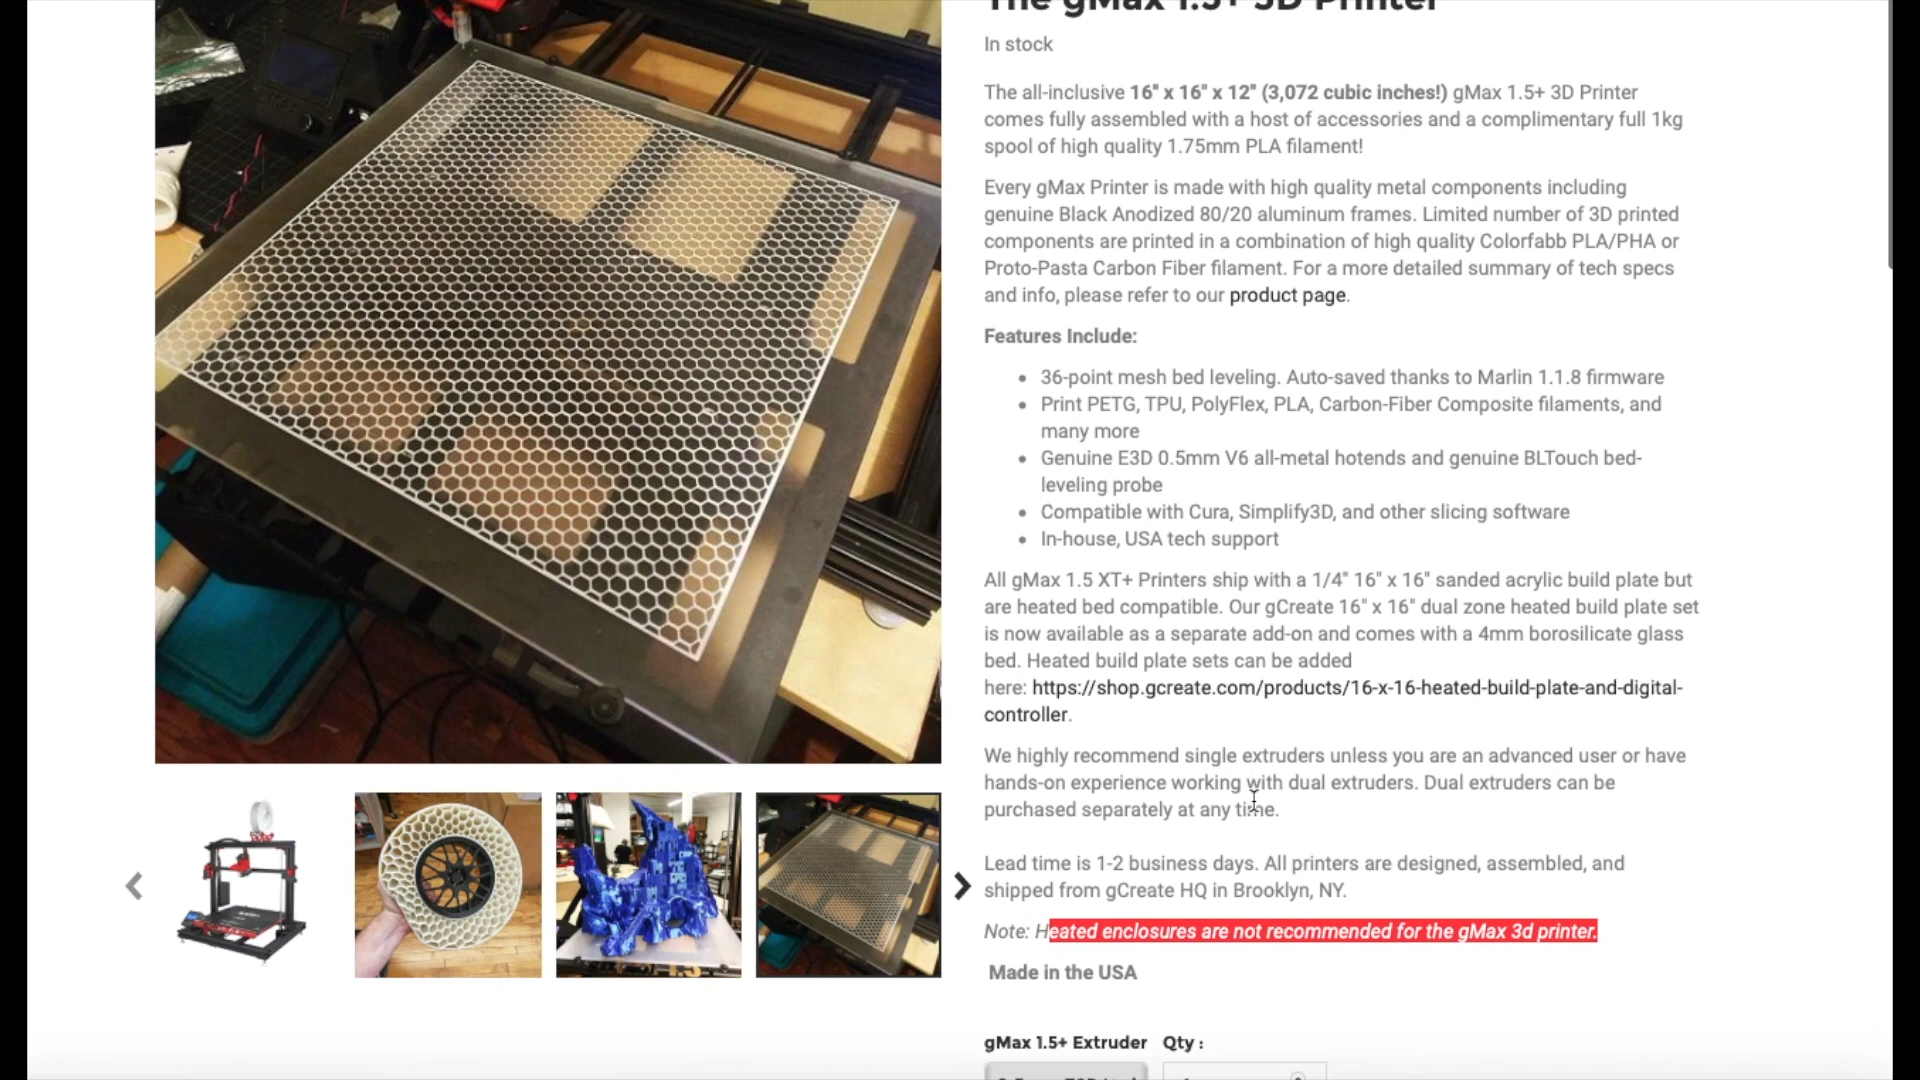 The gMax 1.5+ 3D Printer
In stock
The all-inclusive 16" x 16" x 12" (3,072 cubic inches!) gMax 1.5+ 3D Printer
comes fully assembled with a host of accessories and a complimentary full 1kg
spool of high quality 1.75mm PLA filament!
Every gMax Printer is made with high quality metal components including
genuine Black Anodized 80/20 aluminum frames. Limited number of 3D printed
components are printed in a combination of high quality Colorfabb PLA/PHA or
Proto-Pasta Carbon Fiber filament. For a more detailed summary of tech specs
and info, please refer to our product page.
Features Include:
• 36-point mesh bed leveling. Auto-saved thanks to Marlin 1.1.8 firmware
• Print PETG, TPU, PolyFlex, PLA, Carbon-Fiber Composite filaments, and
many more
• Genuine E3D 0.5mm V6 all-metal hotends and genuine BLTouch bed-
leveling probe
• Compatible with Cura, Simplify3D, and other slicing software
• In-house, USA tech support
All gMax 1.5 XT+ Printers ship with a 1/4" 16" x 16" sanded acrylic build plate but
are heated bed compatible. Our gCreate 16" x 16" dual zone heated build plate set
is now available as a separate add-on and comes with a 4mm borosilicate glass
bed. Heated build plate sets can be added
here: https://shop.gcreate.com/products/16-x-16-heated-build-plate-and-digital-
controller.
We highly recommend single extruders unless you are an advanced user or have
hands-on experience working with dual extruders. Dual extruders can be
purchased separately at any time.
Lead time is 1-2 business days. All printers are designed, assembled, and
shipped from gCreate HQ in Brooklyn, NY.
Note: Heated enclosures are not recommended for the gMax 3d printer.
Made in the USA
gMax 1.5+ Extruder Qty :